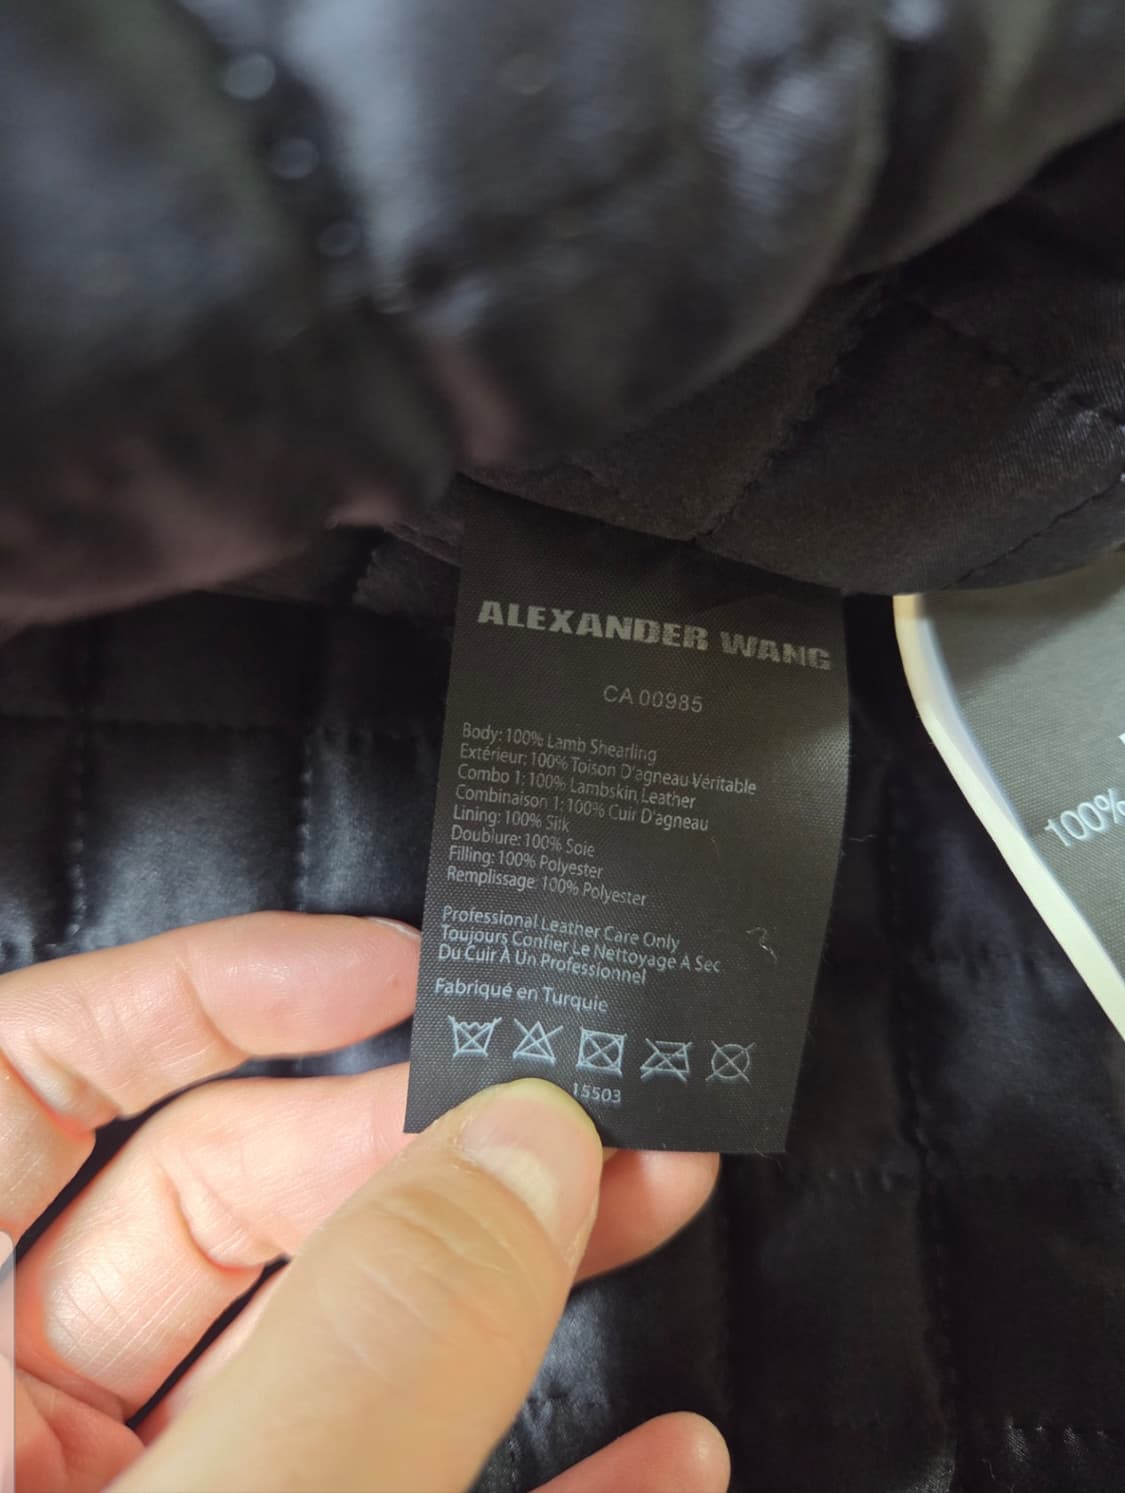 ALEXANDER WANG
CA 00985
Body: 100% Lamb Shearling
Extérieur: 100% Toison D'agneau Véritable
Combo 1: 100% Lambskin Leather
Combinaison 1: 100% Cuir D'agneau
Lining: 100% Silk
Doublure: 100% Soie
Filling: 100% Polyester
Remplissage: 100% Polyester
Professional Leather Care Only
Toujours Confier Le Nettoyage A Sec
Du Cuir À Un Professionnel
Fabriqué en Turquie
15503
100%